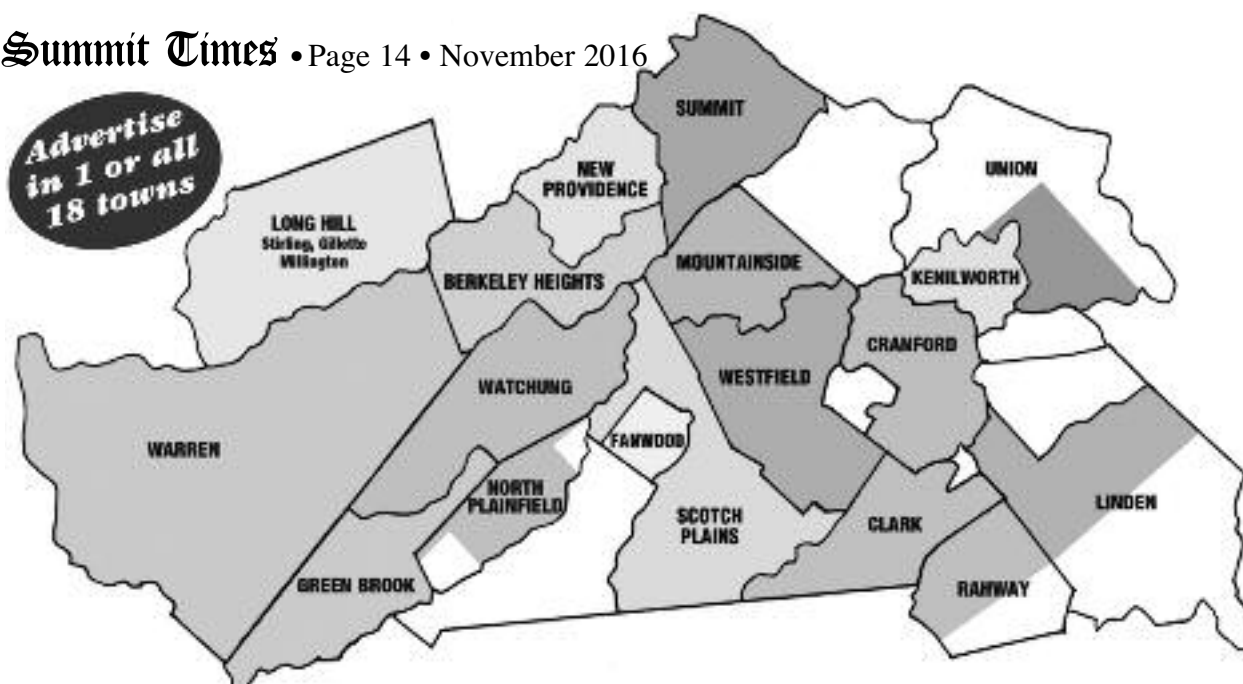 Summit Times • Page 14 • November 2016
Advertise
in 1 or all
18 towns
SUMMIT
UNION
NEW
PROVIDENCE
LONG HILL
Stirling, Gillette
Millington
BERKELEY HEIGHTS
MOUNTAINSIDE
KENILWORTH
CRANFORD
WESTFIELD
WATCHUNG
WARREN
FANWOOD
NORTH
PLAINFIELD
SCOTCH
PLAINS
CLARK
LINDEN
GREEN BROOK
RAHWAY